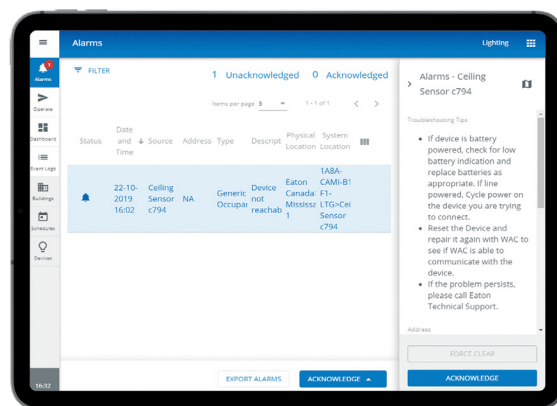 Alarms
Lighting
1
Alarms
Operate
Dashboard
Event Logs
Buildings
Schedules
Devices
16:32
FILTER
1 Unacknowledged 0 Acknowledged
Items per page 5 1 - 1 of 1
Status
Date and Time
Source
Address
Type
Descript
Physical Location
System Location
22-10-
2019
16:02
Ceiling
Sensor
c794
NA
Generic
Occupan
Device
not
reachab
Eaton
Canada
Mississa
1
1A8A-
CAMI-B1
F1-
LTG>Cei
Sensor
c794
EXPORT ALARMS
ACKNOWLEDGE
Alarms - Ceiling
Sensor c794
Troubleshooting Tips
• If device is battery
powered, check for low
battery indication and
replace batteries as
appropriate. If line
powered, Cycle power on
the device you are trying
to connect.
• Reset the Device and
repair it again with WAC to
see if WAC is able to
communicate with the
device.
• If the problem persists,
please call Eaton
Technical Support.
Address
FORCE CLEAR
ACKNOWLEDGE